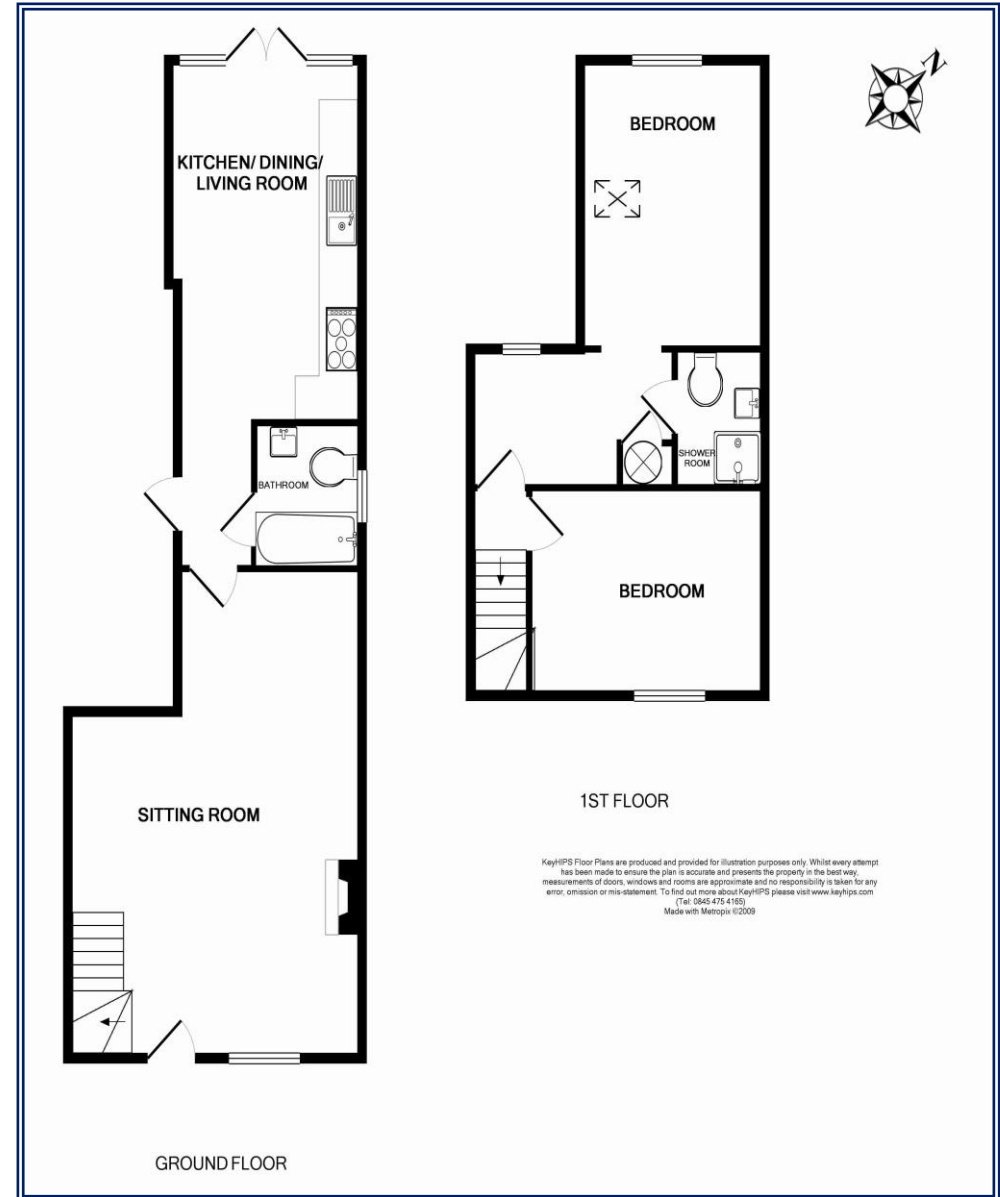 N
KITCHEN/ DINING/
LIVING ROOM
BEDROOM
BATHROOM
SHOWER
ROOM
BEDROOM
SITTING ROOM
1ST FLOOR
KeyHIPS Floor Plans are produced and provided for illustration purposes only. Whilst every attempt
has been made to ensure the plan is accurate and presents the property in the best way,
measurements of doors, windows and rooms are approximate and no responsibility is taken for any
error, omission or mis-statement. To find out more about KeyHIPS please visit www.keyhips.com
(Tel: 0845 475 4165)
Made with Metropix ©2009
GROUND FLOOR